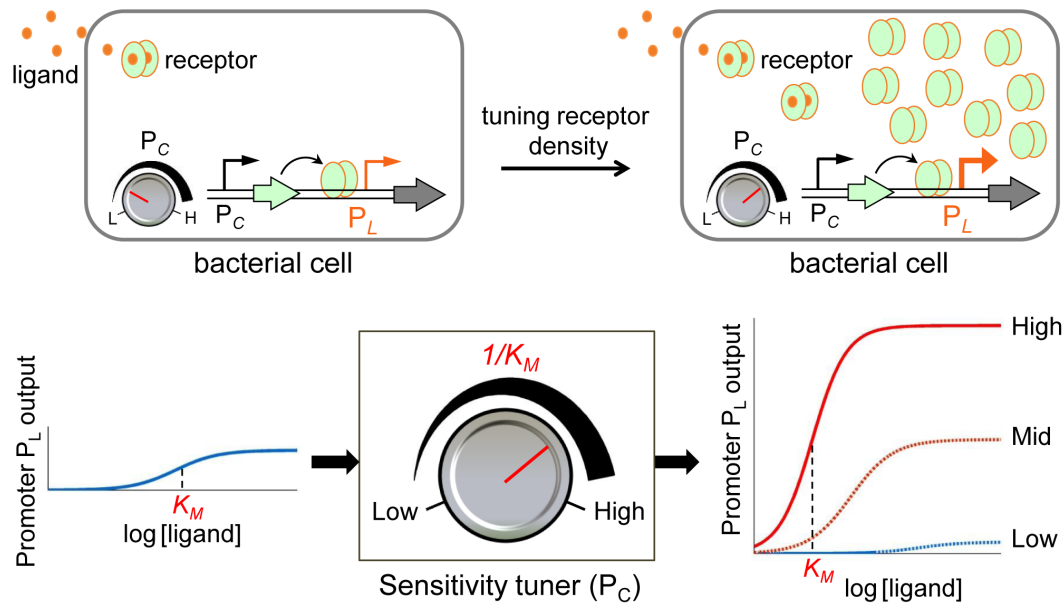 ligand
receptor
P_C
L
H
P_C
P_L
bacterial cell
tuning receptor
density
receptor
P_C
L
H
P_C
P_L
bacterial cell
Promoter P_L output
K_M
log [ligand]
1/K_M
Low
High
Sensitivity tuner (P_C)
Promoter P_L output
High
Mid
Low
K_M
log [ligand]